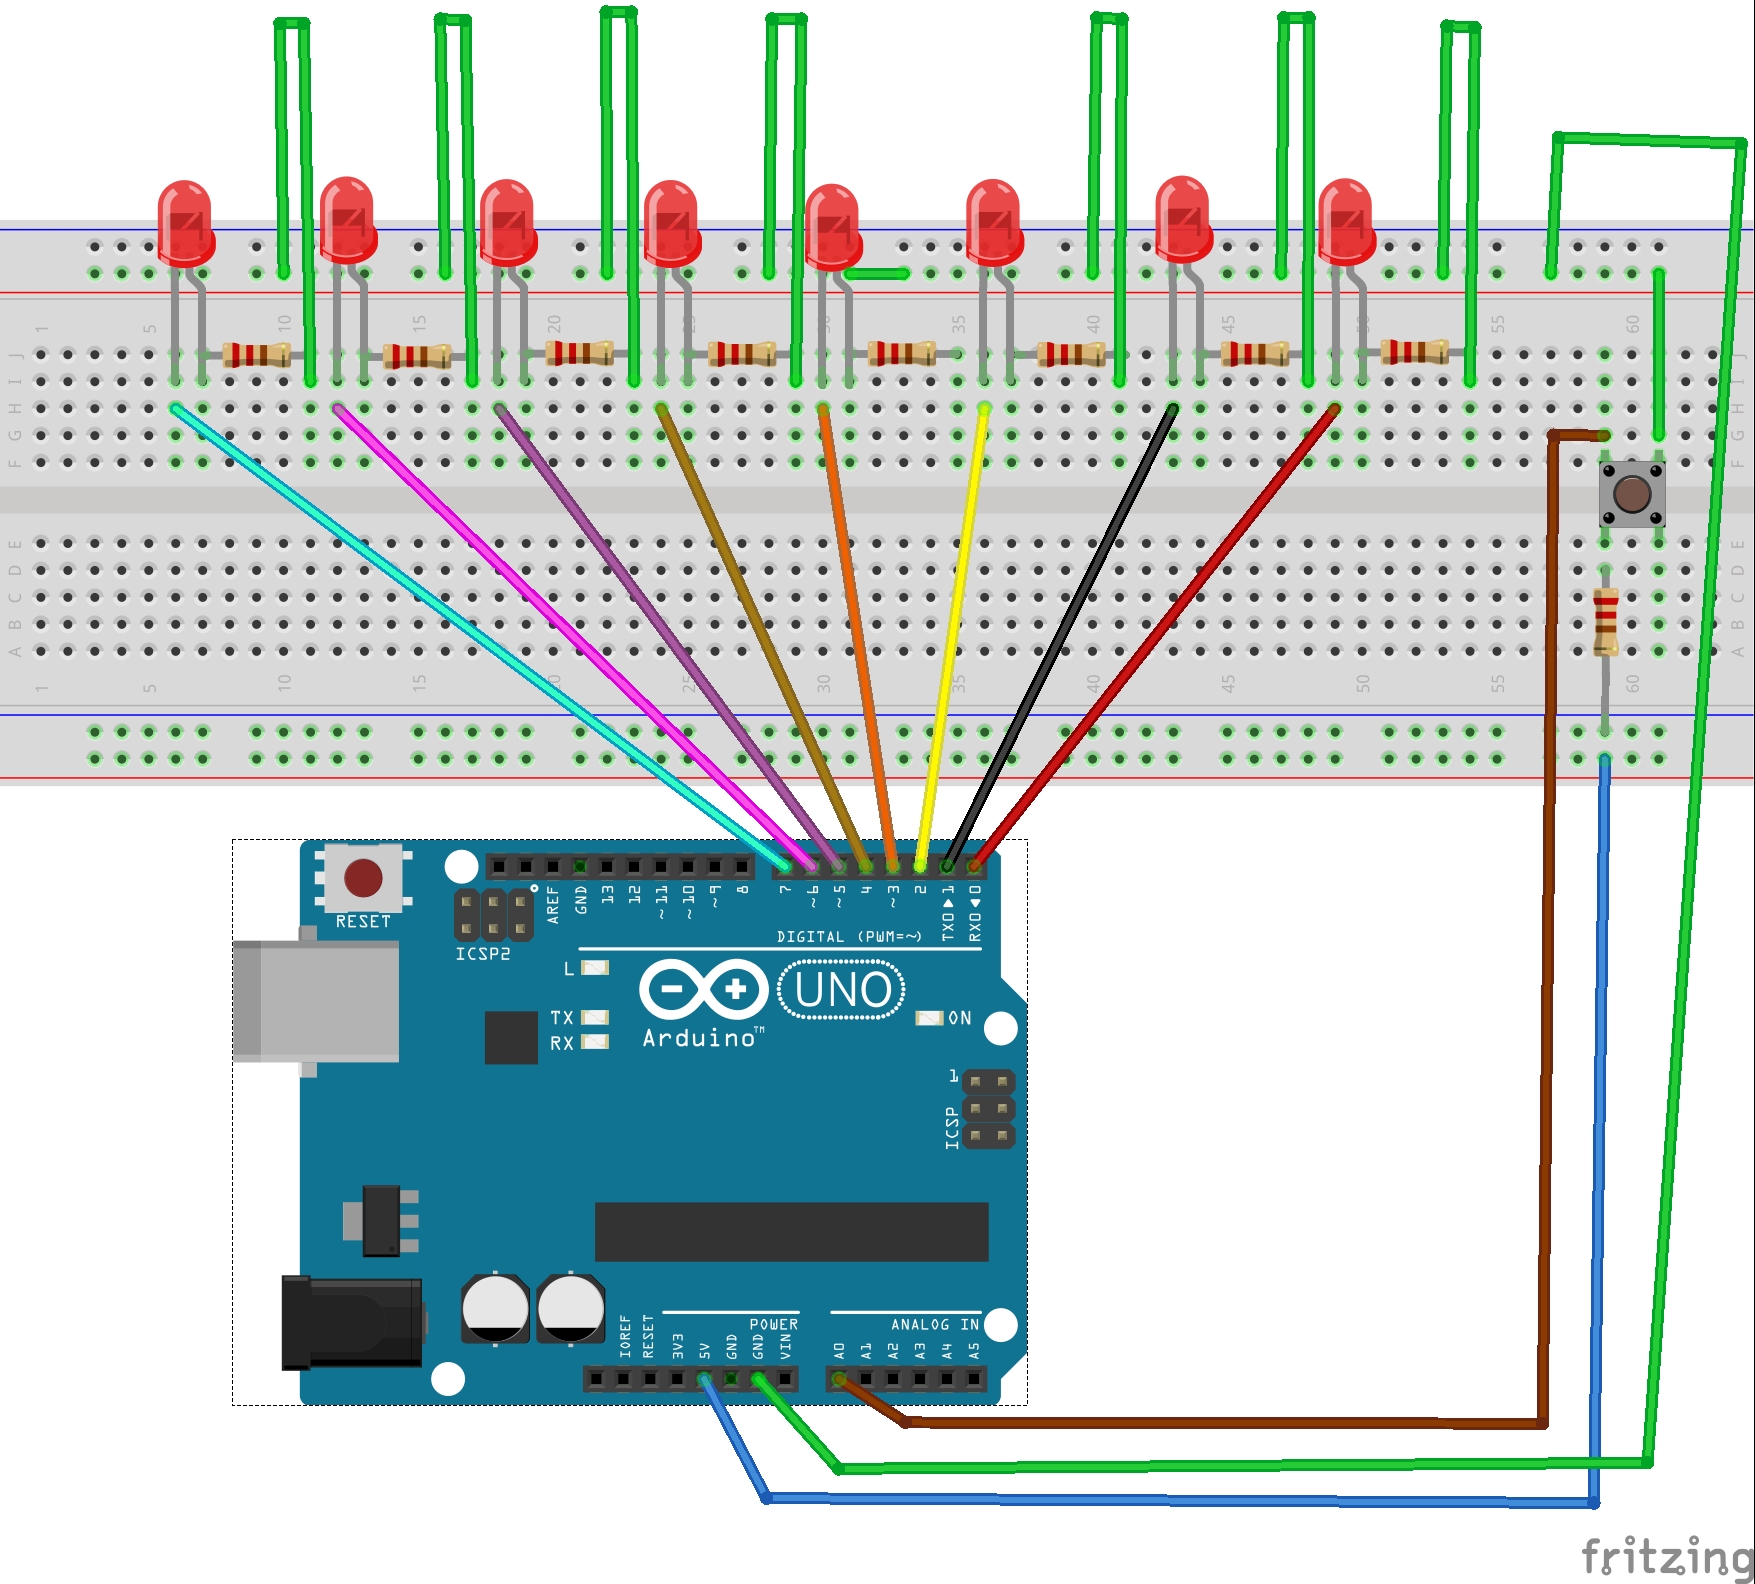 1 5 10 15 20 25 30 35 40 45 50 55 60
J J
I I
H H
G G
F F
E E
D D
C C
B B
A A
1 5 10 15 20 25 30 35 40 45 50 55 60
RESET
ICSP2
AREF
GND
13
12
~11
~10
~9
8
7
~6
~5
4
~3
2
TX0▶1
RX0◀0
DIGITAL (PWM=~)
L
TX
RX
Arduino™
UNO
ON
1
ICSP
IOREF
RESET
3V3
5V
GND
GND
VIN
POWER
A0
A1
A2
A3
A4
A5
ANALOG IN
fritzing